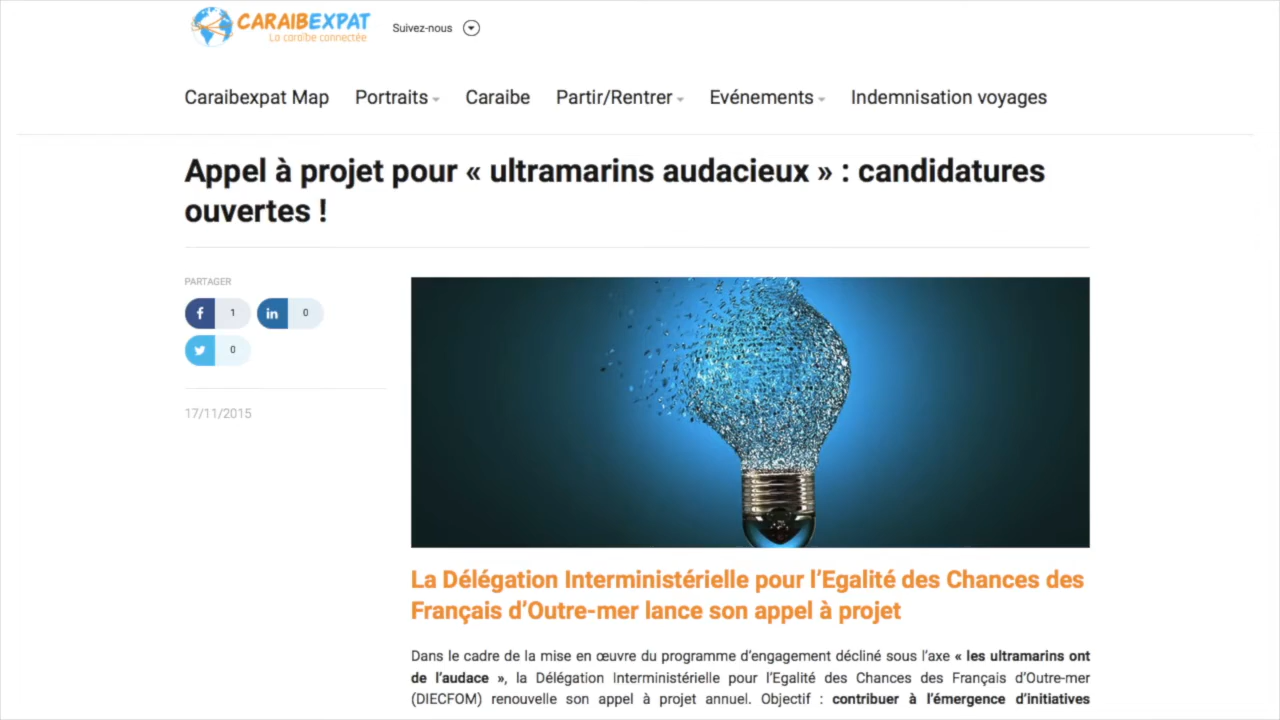 CARAIBEXPAT
La caraïbe connectée
Suivez-nous
Caraibexpat Map Portraits Caraibe Partir/Rentrer Evénements Indemnisation voyages
Appel à projet pour « ultramarins audacieux » : candidatures
ouvertes !
PARTAGER
f 1 in 0
0
17/11/2015
La Délégation Interministérielle pour l’Egalité des Chances des
Français d’Outre-mer lance son appel à projet
Dans le cadre de la mise en œuvre du programme d’engagement décliné sous l’axe « les ultramarins ont
de l’audace », la Délégation Interministérielle pour l’Egalité des Chances des Français d’Outre-mer
(DIECFOM) renouvelle son appel à projet annuel. Objectif : contribuer à l’émergence d’initiatives